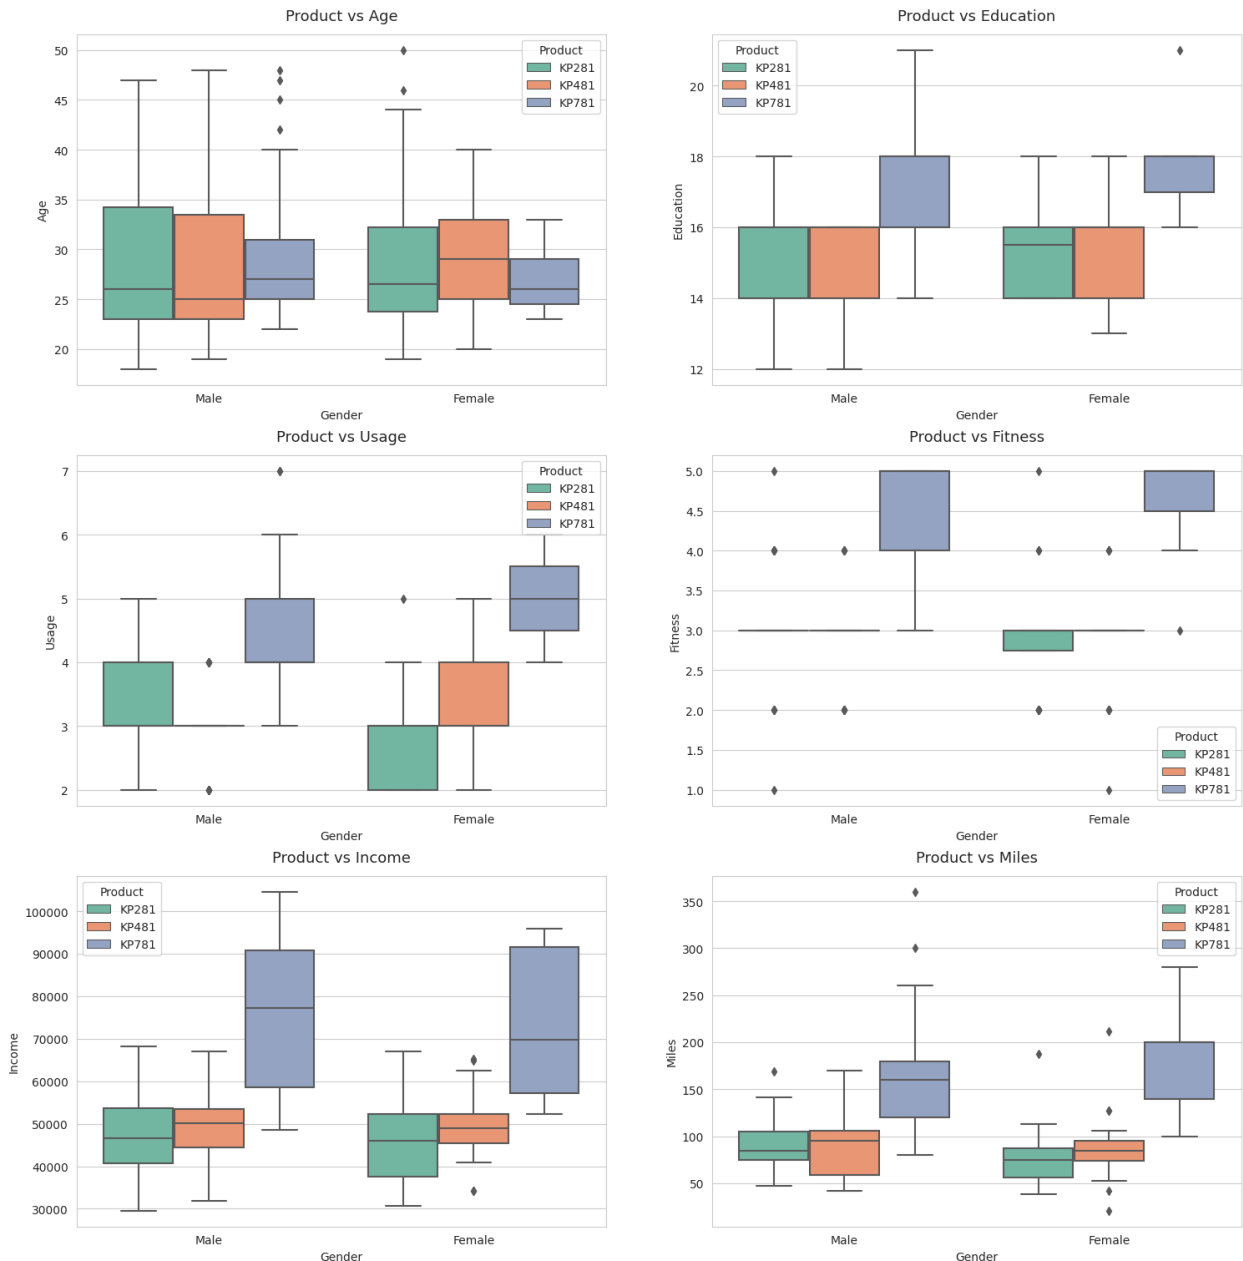 Product vs Age
50
45
40
35
30
25
20
Age
Product
KP281
KP481
KP781
Male
Female
Gender
Product vs Education
20
18
16
14
12
Education
Product
KP281
KP481
KP781
Male
Female
Gender
Product vs Usage
7
6
5
4
3
2
Usage
Product
KP281
KP481
KP781
Male
Female
Gender
Product vs Fitness
5.0
4.5
4.0
3.5
3.0
2.5
2.0
1.5
1.0
Fitness
Product
KP281
KP481
KP781
Male
Female
Gender
Product vs Income
100000
90000
80000
70000
60000
50000
40000
30000
Income
Product
KP281
KP481
KP781
Male
Female
Gender
Product vs Miles
350
300
250
200
150
100
50
Miles
Product
KP281
KP481
KP781
Male
Female
Gender